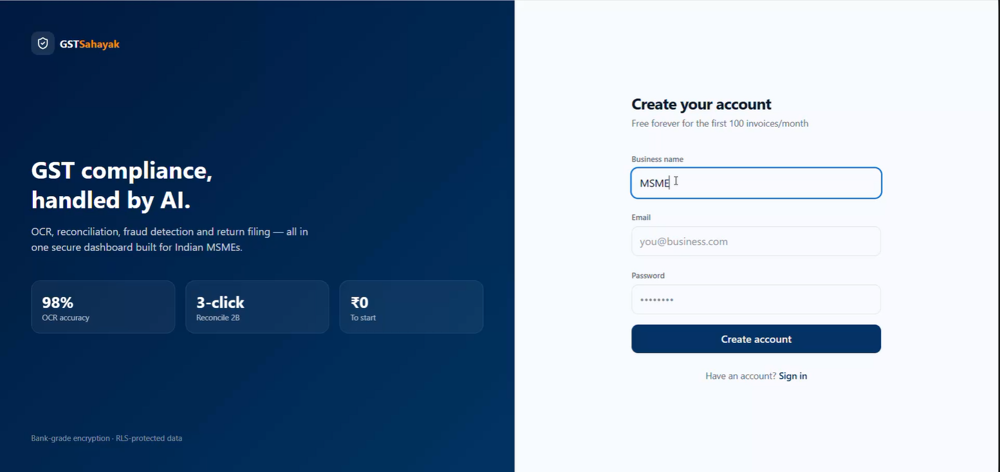 GSTSahayak
GST compliance,
handled by AI.
OCR, reconciliation, fraud detection and return filing — all in
one secure dashboard built for Indian MSMEs.
98%
OCR accuracy
3-click
Reconcile 2B
₹0
To start
Bank-grade encryption · RLS-protected data
Create your account
Free forever for the first 100 invoices/month
Business name
MSME
Email
you@business.com
Password
••••••••
Create account
Have an account? Sign in